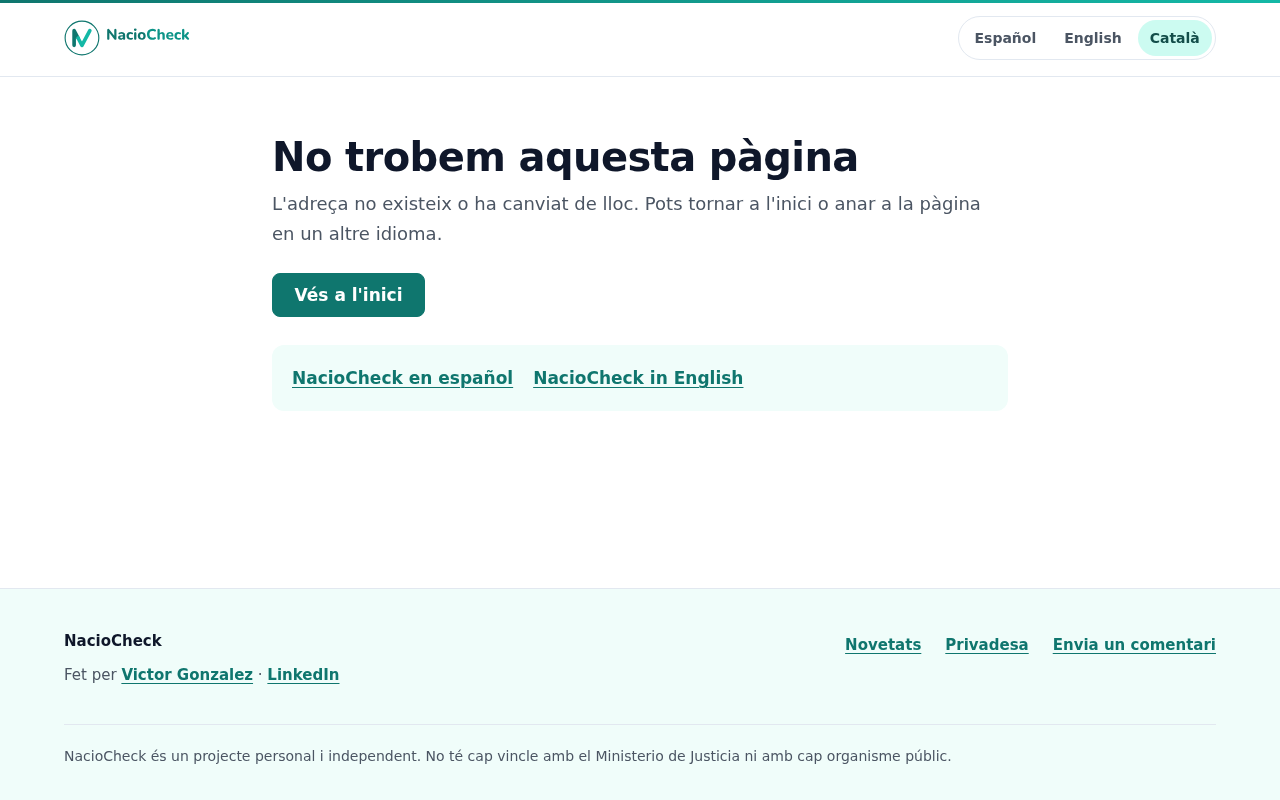 NacioCheck
Español English Català
No trobem aquesta pàgina
L'adreça no existeix o ha canviat de lloc. Pots tornar a l'inici o anar a la pàgina
en un altre idioma.
Vés a l'inici
NacioCheck en español NacioCheck in English
NacioCheck
Fet per Victor Gonzalez · LinkedIn
Novetats Privadesa Envia un comentari
NacioCheck és un projecte personal i independent. No té cap vincle amb el Ministerio de Justicia ni amb cap organisme públic.